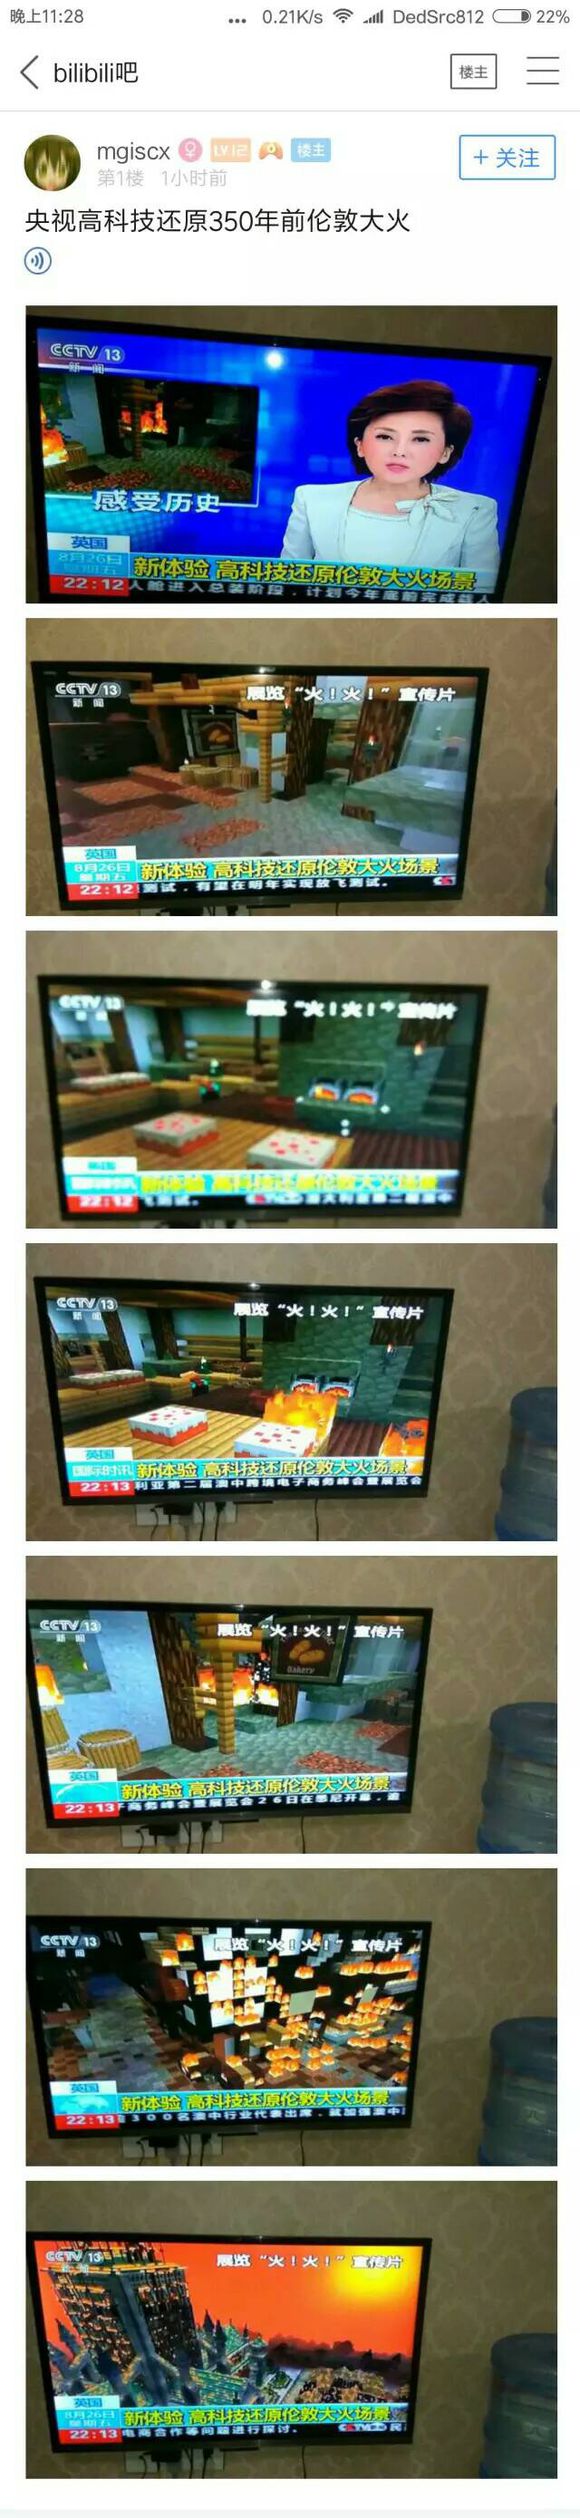 晚上11:28
... 0.21K/s DedSrc812 22%
bilibili吧
楼主
mgiscx LV12 楼主
+ 关注
第1楼 1小时前
央视高科技还原350年前伦敦大火
CCTV 13
新闻
感受历史
英国
8月26日
星期五
新体验 高科技还原伦敦大火场景
22:12 人舱进入总装阶段,计划今年底前完成
CCTV 13
新闻
展览“火!火!”宣传片
英国
8月26日
星期五
新体验 高科技还原伦敦大火场景
22:12 测试,有望在明年实现放飞测试。
CCTV 13
新闻
展览“火!火!”宣传片
英国
国际时讯
新体验 高科技还原伦敦大火场景
22:12
CCTV 13
新闻
展览“火!火!”宣传片
英国
国际时讯
新体验 高科技还原伦敦大火场景
22:13 利亚第二届澳中跨境电子商务峰会暨展览会
CCTV 13
新闻
展览“火!火!”宣传片
Bakery
英国
新体验 高科技还原伦敦大火场景
22:13 商务峰会暨展览会26日在悉尼开幕,逾
CCTV 13
新闻
展览“火!火!”宣传片
英国
新体验 高科技还原伦敦大火场景
22:13 300名澳中行业代表出席,就加强澳中
CCTV 13
新闻
展览“火!火!”宣传片
英国
8月26日
星期五
新体验 高科技还原伦敦大火场景
22:13 电商合作等问题进行探讨。